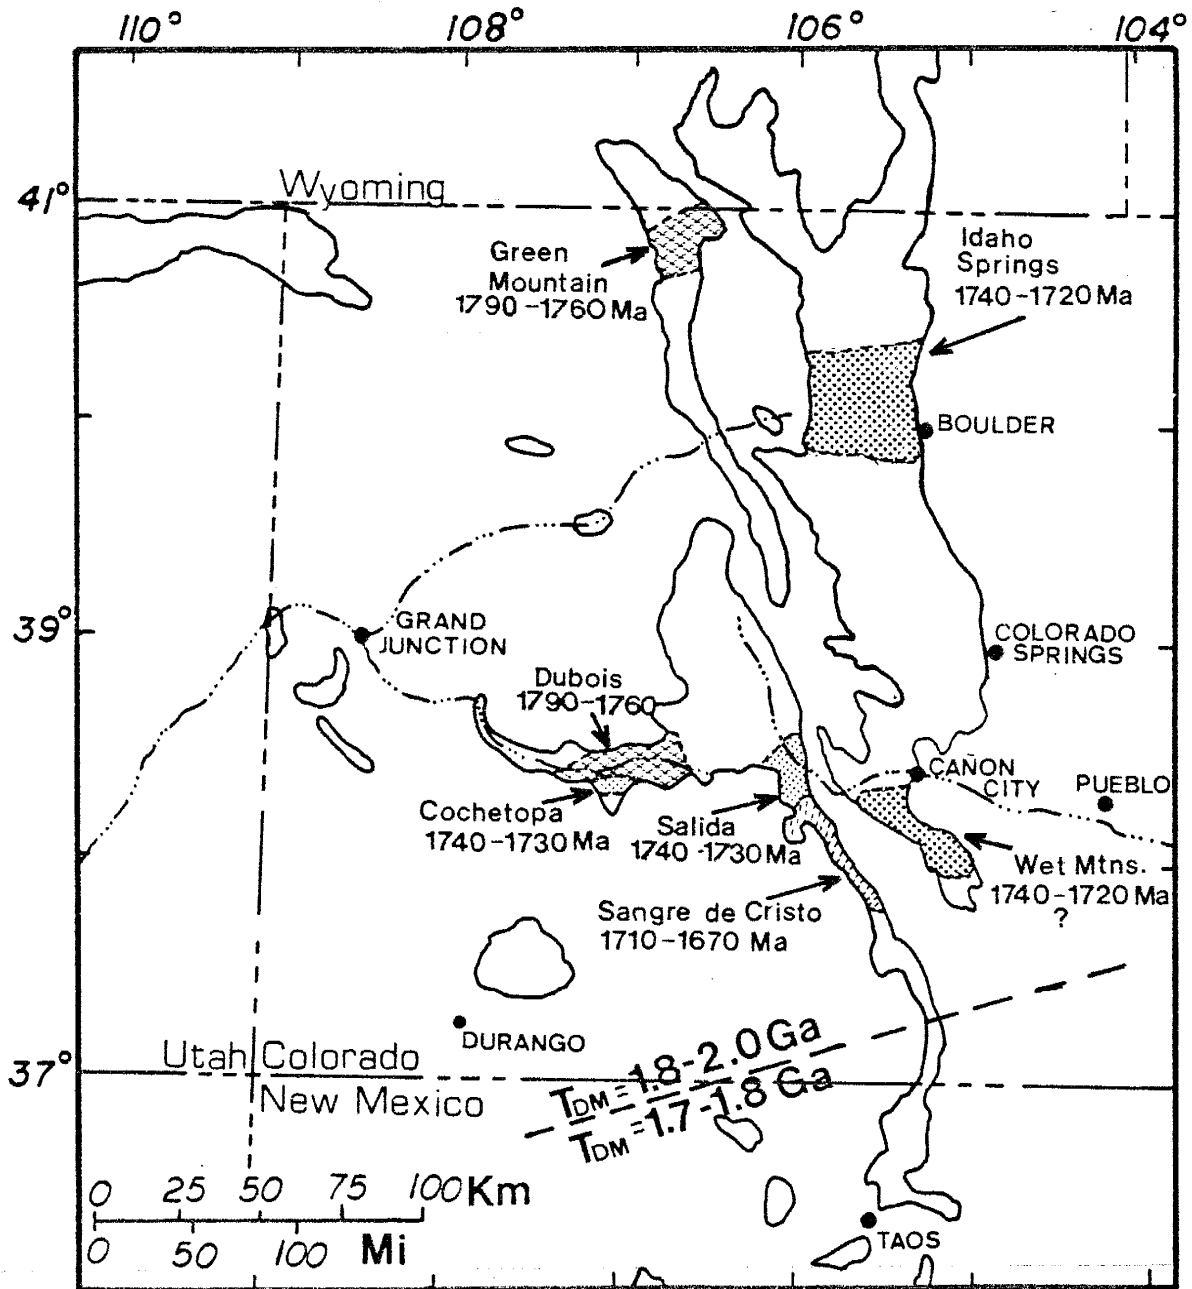 110° 108° 106° 104°
41°
Wyoming
Green
Mountain
1790-1760 Ma
Idaho
Springs
1740-1720 Ma
BOULDER
39°
GRAND
JUNCTION
COLORADO
SPRINGS
Dubois
1790-1760
CAÑON
CITY
PUEBLO
Cochetopa
1740-1730 Ma
Salida
1740-1730 Ma
Wet Mtns.
1740-1720 Ma
?
Sangre de Cristo
1710-1670 Ma
DURANGO
37°
Utah Colorado
New Mexico
TDM=1.8-2.0 Ga
TDM=1.7-1.8 Ga
0 25 50 75 100 Km
0 50 100 Mi
TAOS